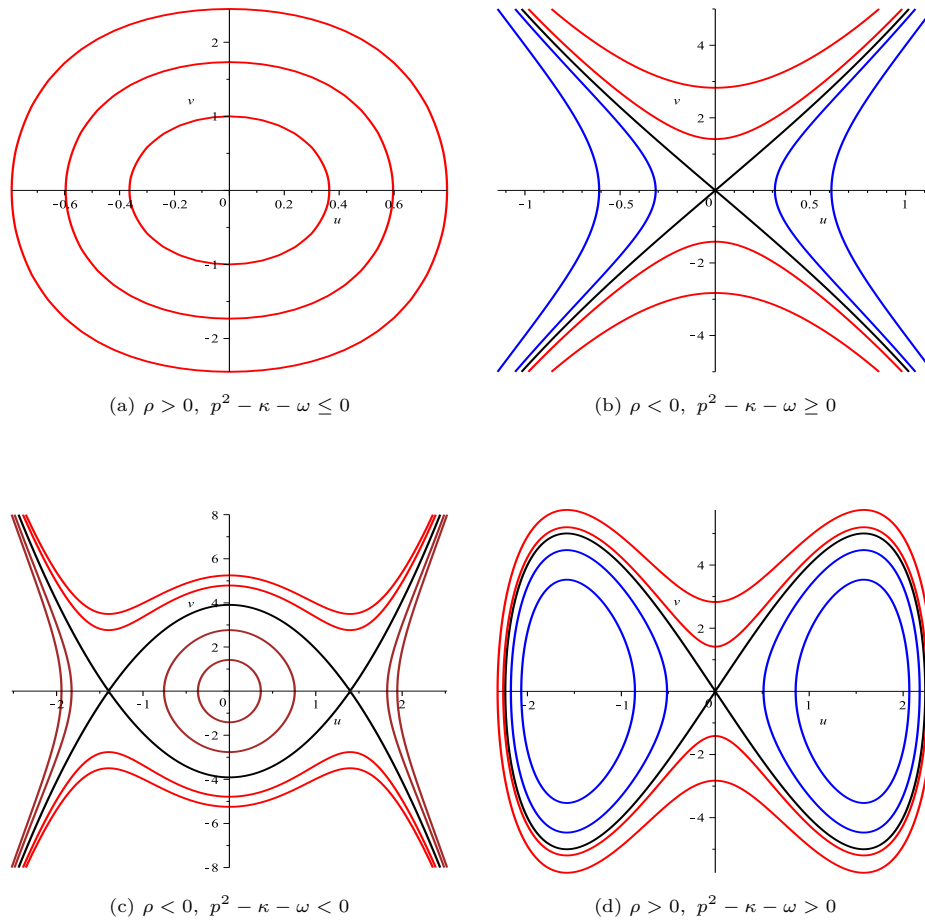 2
v
1
-0.6 -0.4 -0.2 0 0.2 0.4 0.6
u
-1
-2
(a) ρ > 0, p² − κ − ω ≤ 0
4
v
2
-1 -0.5 0 0.5 1
u
-2
-4
(b) ρ < 0, p² − κ − ω ≥ 0
8
6
v 4
2
-2 -1 0 1 2
u
-2
-4
-6
-8
(c) ρ < 0, p² − κ − ω < 0
4
v
2
-2 -1 0 1 2
u
-2
-4
(d) ρ > 0, p² − κ − ω > 0